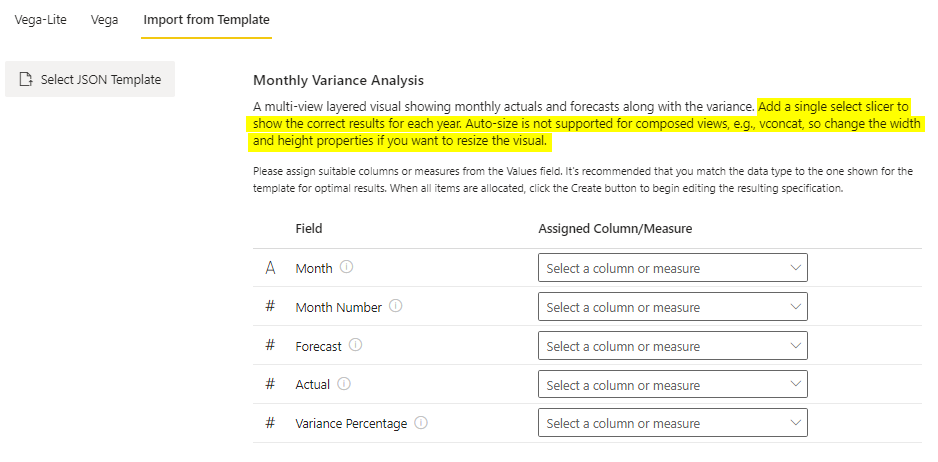 Vega-Lite Vega Import from Template
Select JSON Template
Monthly Variance Analysis
A multi-view layered visual showing monthly actuals and forecasts along with the variance. Add a single select slicer to
show the correct results for each year. Auto-size is not supported for composed views, e.g., vconcat, so change the width
and height properties if you want to resize the visual.
Please assign suitable columns or measures from the Values field. It's recommended that you match the data type to the one shown for the
template for optimal results. When all items are allocated, click the Create button to begin editing the resulting specification.
Field Assigned Column/Measure
A Month Select a column or measure
# Month Number Select a column or measure
# Forecast Select a column or measure
# Actual Select a column or measure
# Variance Percentage Select a column or measure